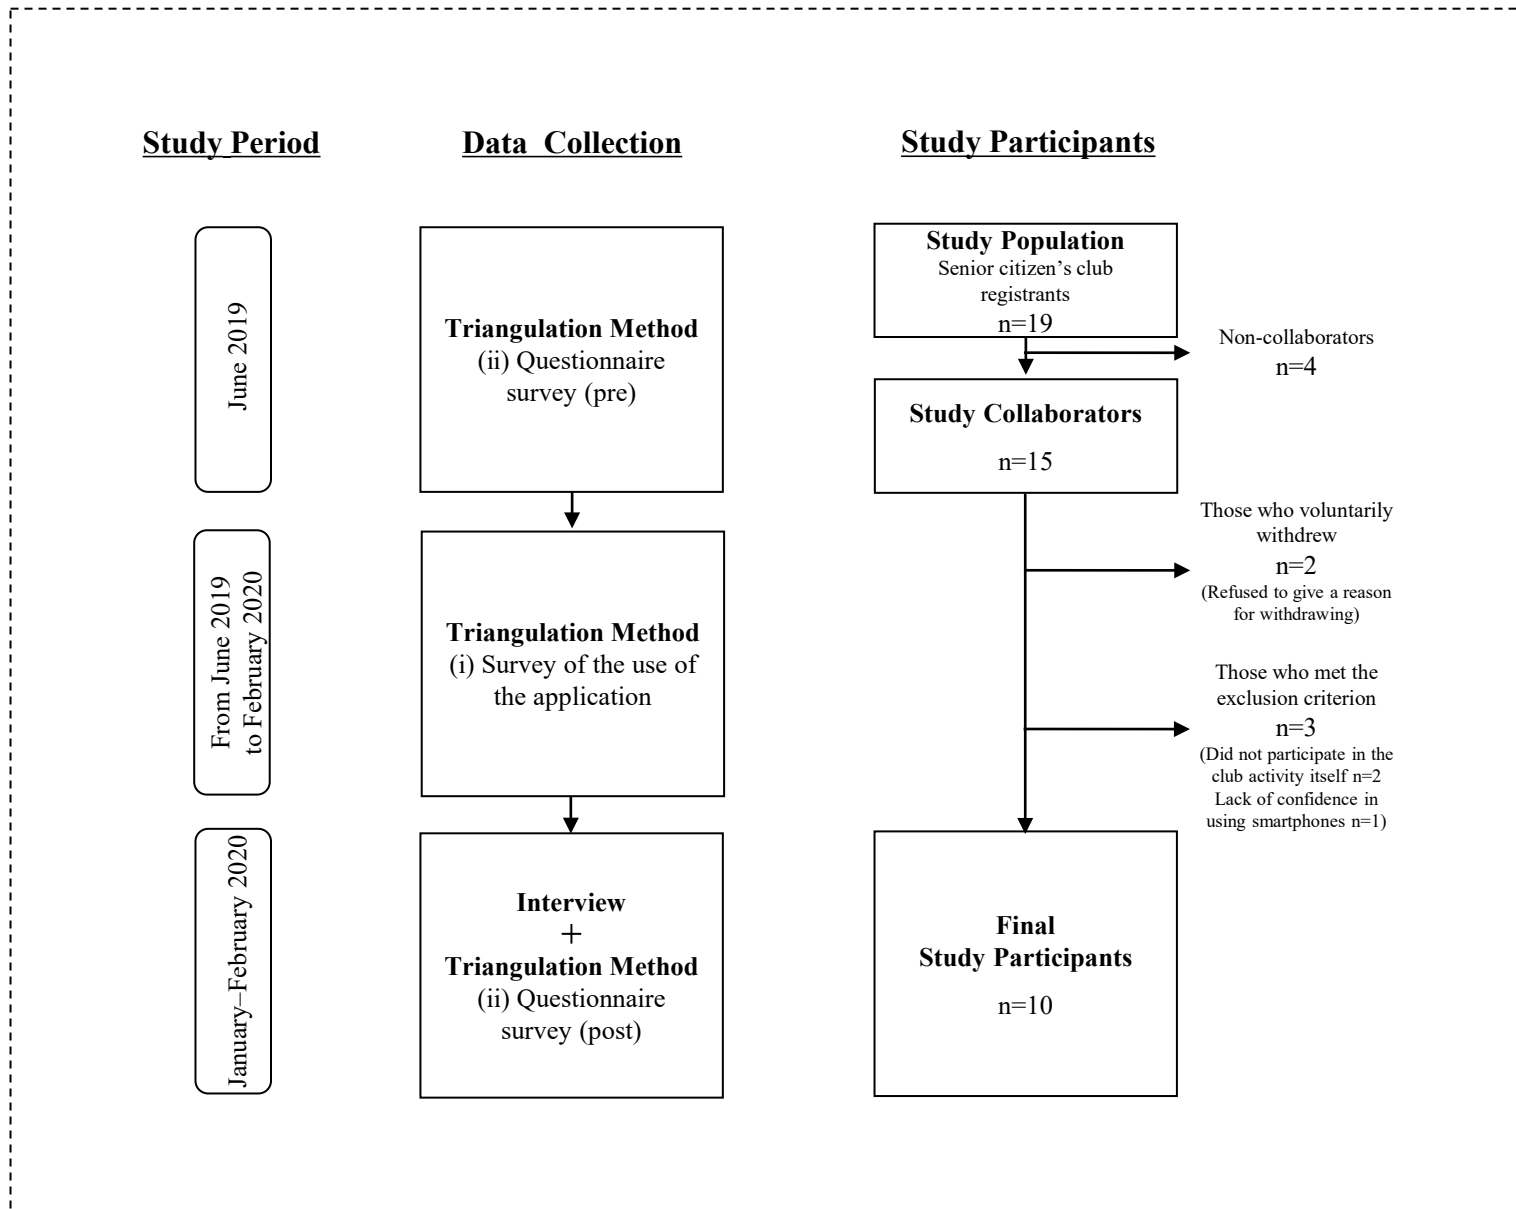 Study Period
Data Collection
Study Participants
June 2019
Triangulation Method
(ii) Questionnaire
survey (pre)
Study Population
Senior citizen’s club
registrants
n=19
Non-collaborators
n=4
Study Collaborators
n=15
From June 2019
to February 2020
Triangulation Method
(i) Survey of the use of
the application
Those who voluntarily
withdrew
n=2
(Refused to give a reason
for withdrawing)
Those who met the
exclusion criterion
n=3
(Did not participate in the
club activity itself n=2
Lack of confidence in
using smartphones n=1)
January–February 2020
Interview
+
Triangulation Method
(ii) Questionnaire
survey (post)
Final
Study Participants
n=10